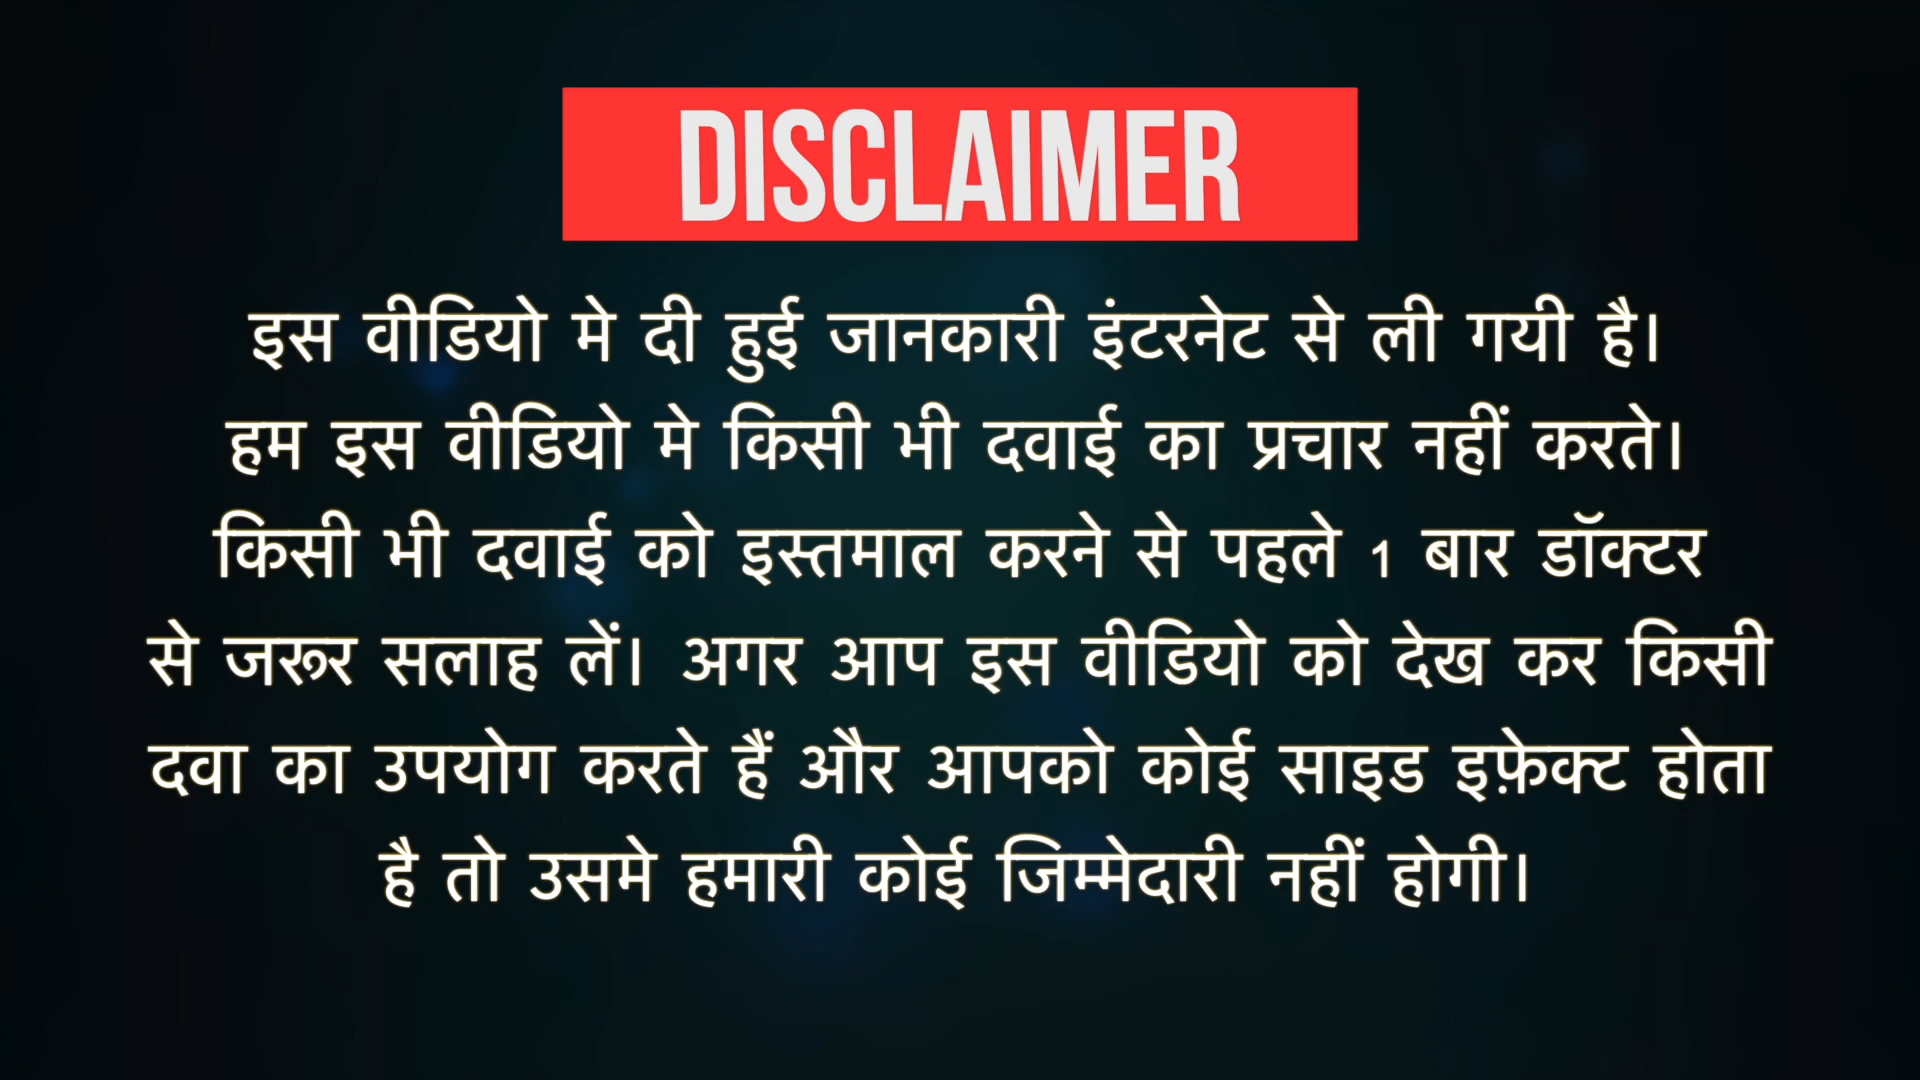 DISCLAIMER
इस वीडियो मे दी हुई जानकारी इंटरनेट से ली गयी है।
हम इस वीडियो मे किसी भी दवाई का प्रचार नहीं करते।
किसी भी दवाई को इस्तमाल करने से पहले 1 बार डॉक्टर
से जरूर सलाह लें। अगर आप इस वीडियो को देख कर किसी
दवा का उपयोग करते हैं और आपको कोई साइड इफ़ेक्ट होता
है तो उसमे हमारी कोई जिम्मेदारी नहीं होगी।